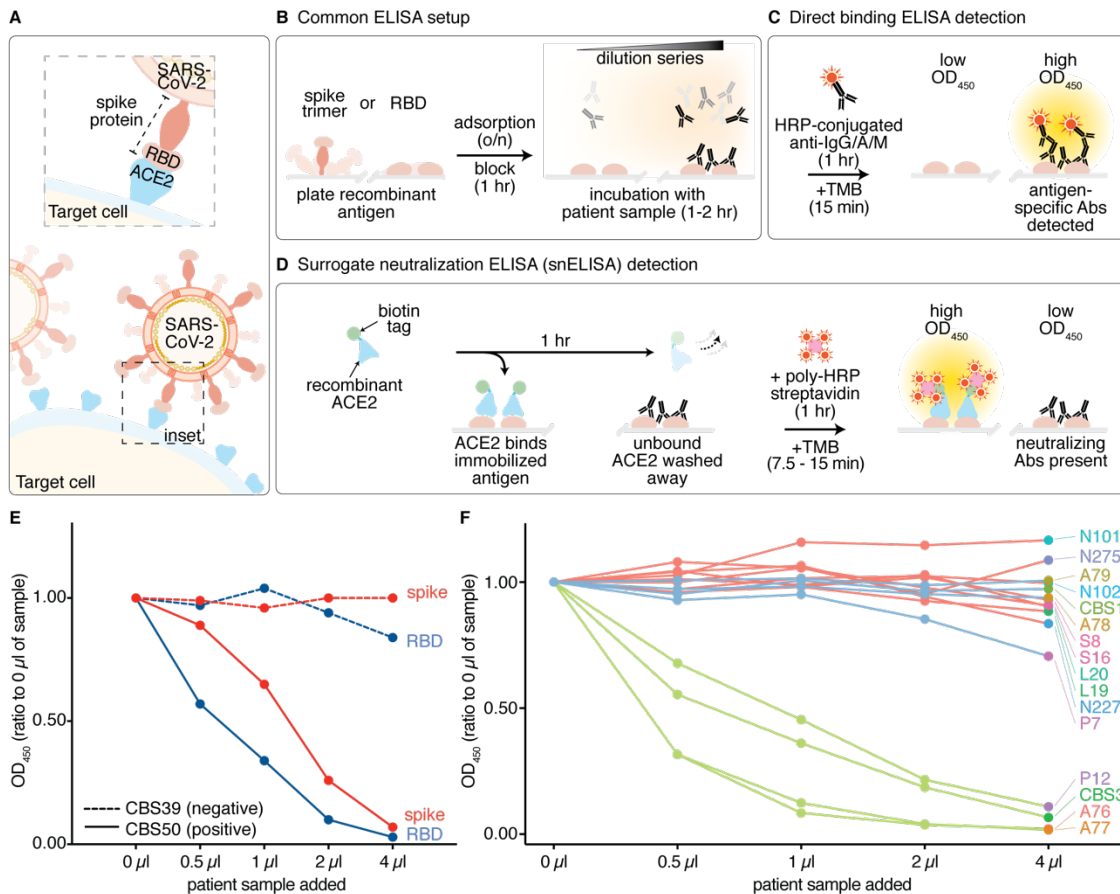 A
SARS-
CoV-2
spike
protein
RBD
ACE2
Target cell
SARS-
CoV-2
inset
Target cell
B Common ELISA setup
spike
trimer or RBD
plate recombinant
antigen
adsorption
(o/n)
block
(1 hr)
dilution series
incubation with
patient sample (1-2 hr)
C Direct binding ELISA detection
HRP-conjugated
anti-IgG/A/M
(1 hr)
+TMB
(15 min)
low
OD450
high
OD450
antigen-
specific Abs
detected
D Surrogate neutralization ELISA (snELISA) detection
biotin
tag
recombinant
ACE2
1 hr
ACE2 binds
immobilized
antigen
unbound
ACE2 washed
away
+ poly-HRP
streptavidin
(1 hr)
+TMB
(7.5 - 15 min)
high
OD450
low
OD450
neutralizing
Abs present
E
OD450 (ratio to 0 µl of sample)
1.00
0.50
0.00
spike
RBD
spike
RBD
CBS39 (negative)
CBS50 (positive)
0 µl 0.5 µl 1 µl 2 µl 4 µl
patient sample added
F
OD450 (ratio to 0 µl of sample)
1.00
0.50
0.00
N101
N275
A79
N102
CBS1
A78
S8
S16
L20
L19
N227
P7
P12
CBS3
A76
A77
0 µl 0.5 µl 1 µl 2 µl 4 µl
patient sample added